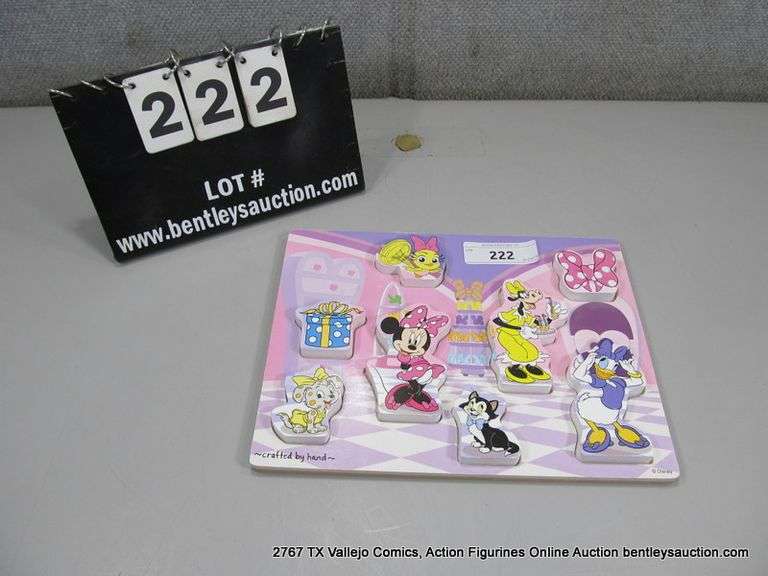 222
LOT #
www.bentleysauction.com
222
~crafted by hand~
© Disney
2767 TX Vallejo Comics, Action Figurines Online Auction bentleysauction.com